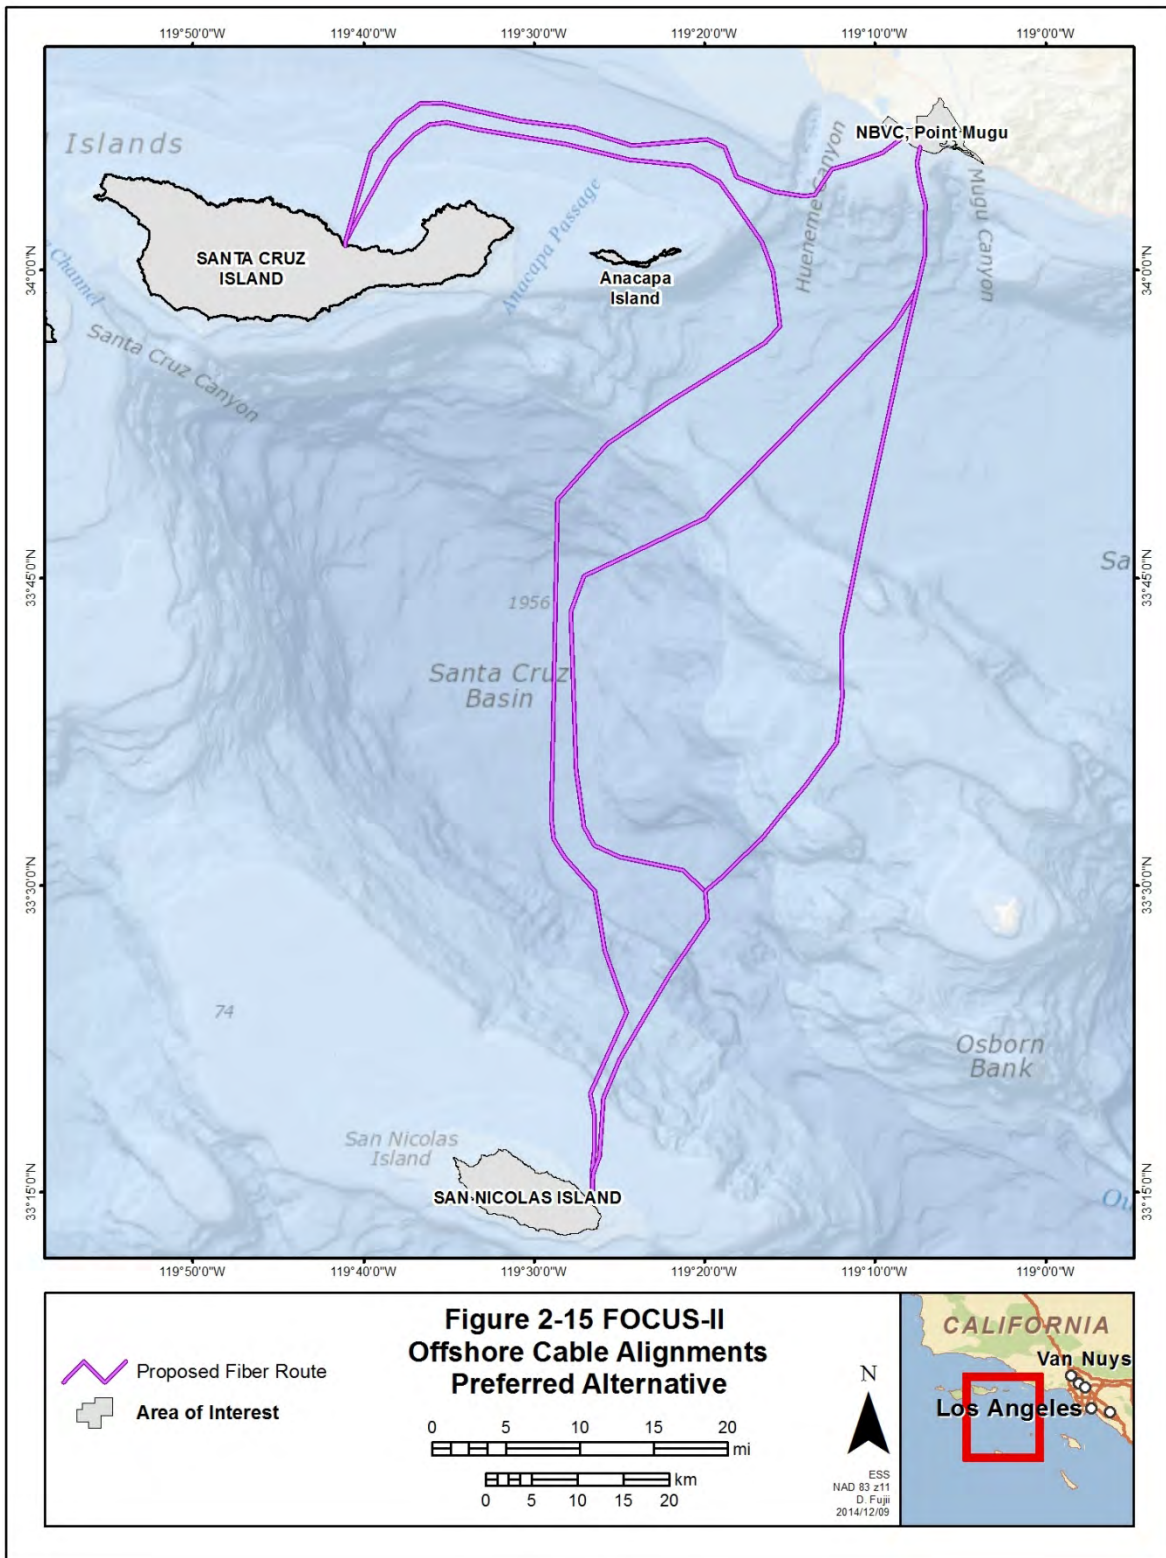 119°50'0"W 119°40'0"W 119°30'0"W 119°20'0"W 119°10'0"W 119°0'0"W
NBVC, Point Mugu
Islands
Hueneme Canyon
Mugu Canyon
Anacapa Passage
SANTA CRUZ
ISLAND
Anacapa
Island
Channel
34°0'0"N
34°0'0"N
Santa Cruz Canyon
33°45'0"N
33°45'0"N
Sa
1956
Santa Cruz
Basin
33°30'0"N
33°30'0"N
74
Osborn
Bank
San Nicolas
Island
SAN NICOLAS ISLAND
33°15'0"N
33°15'0"N
Ou
119°50'0"W 119°40'0"W 119°30'0"W 119°20'0"W 119°10'0"W 119°0'0"W
Figure 2-15 FOCUS-II
Offshore Cable Alignments
Preferred Alternative
Proposed Fiber Route
Area of Interest
0 5 10 15 20
mi
km
0 5 10 15 20
N
ESS
NAD 83 z11
D. Fujii
2014/12/09
CALIFORNIA
Van Nuys
Los Angeles